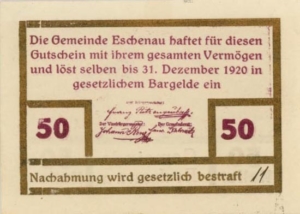 Die Gemeinde Eschenau haftet für diesen
Gutschein mit ihrem gesamten Vermögen
und löst selben bis 31. Dezember 1920 in
gesetzlichem Bargelde ein
50
50
Nachahmung wird gesetzlich bestraft 11